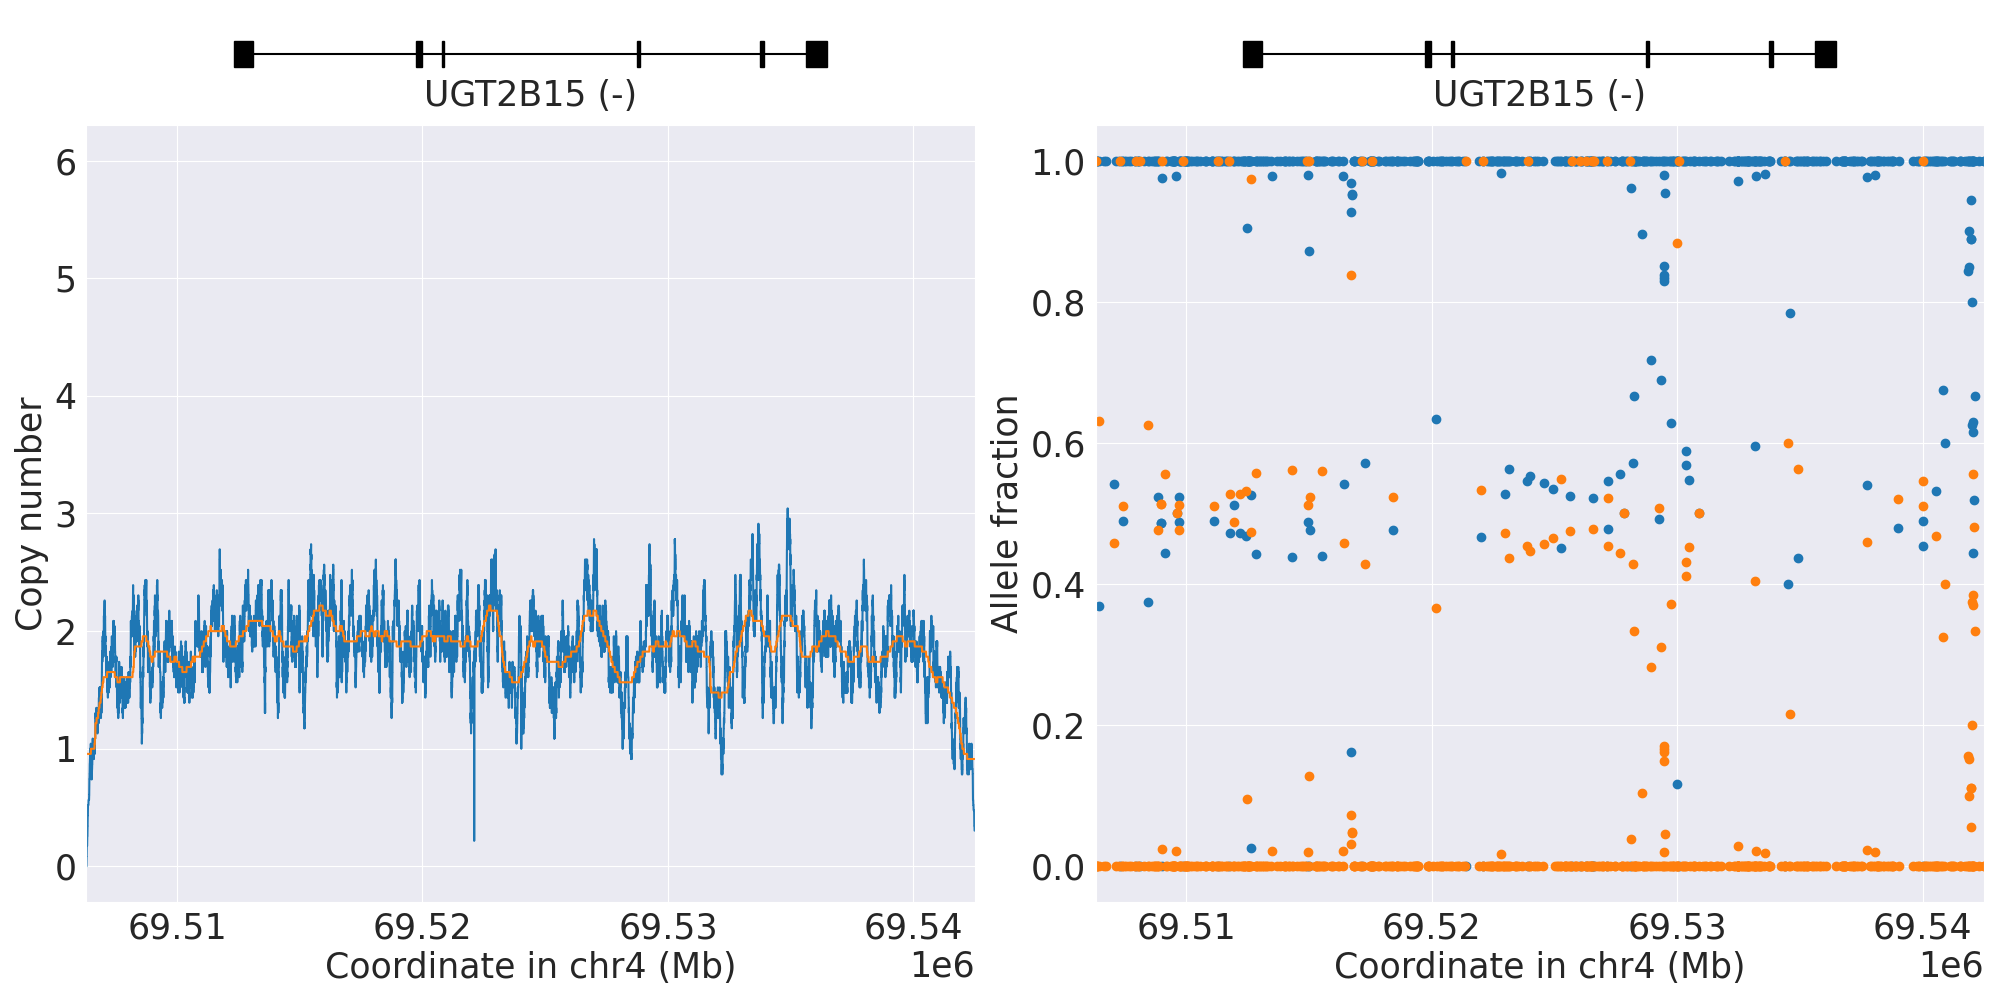 UGT2B15 (-)
UGT2B15 (-)
Copy number
6
5
4
3
2
1
0
69.51
69.52
69.53
69.54
Coordinate in chr4 (Mb)
1e6
Allele fraction
1.0
0.8
0.6
0.4
0.2
0.0
69.51
69.52
69.53
69.54
Coordinate in chr4 (Mb)
1e6